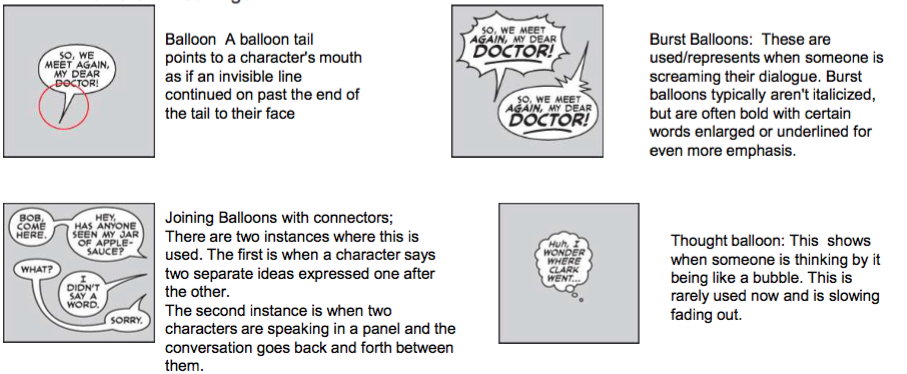 SO, WE
MEET AGAIN,
MY DEAR
DOCTOR!
Balloon  A balloon tail
points to a character's mouth
as if an invisible line
continued on past the end of
the tail to their face
SO, WE MEET
AGAIN, MY DEAR
DOCTOR!
SO, WE MEET
AGAIN, MY DEAR
DOCTOR!
Burst Balloons:  These are
used/represents when someone is
screaming their dialogue. Burst
balloons typically aren't italicized,
but are often bold with certain
words enlarged or underlined for
even more emphasis.
BOB,
COME
HERE.
HEY,
HAS ANYONE
SEEN MY JAR
OF APPLE-
SAUCE?
WHAT?
I
DIDN'T
SAY A
WORD.
SORRY.
Joining Balloons with connectors;
There are two instances where this is
used. The first is when a character says
two separate ideas expressed one after
the other.
The second instance is when two
characters are speaking in a panel and the
conversation goes back and forth between
them.
HUH, I
WONDER
WHERE
CLARK
WENT...
Thought balloon: This  shows
when someone is thinking by it
being like a bubble. This is
rarely used now and is slowing
fading out.